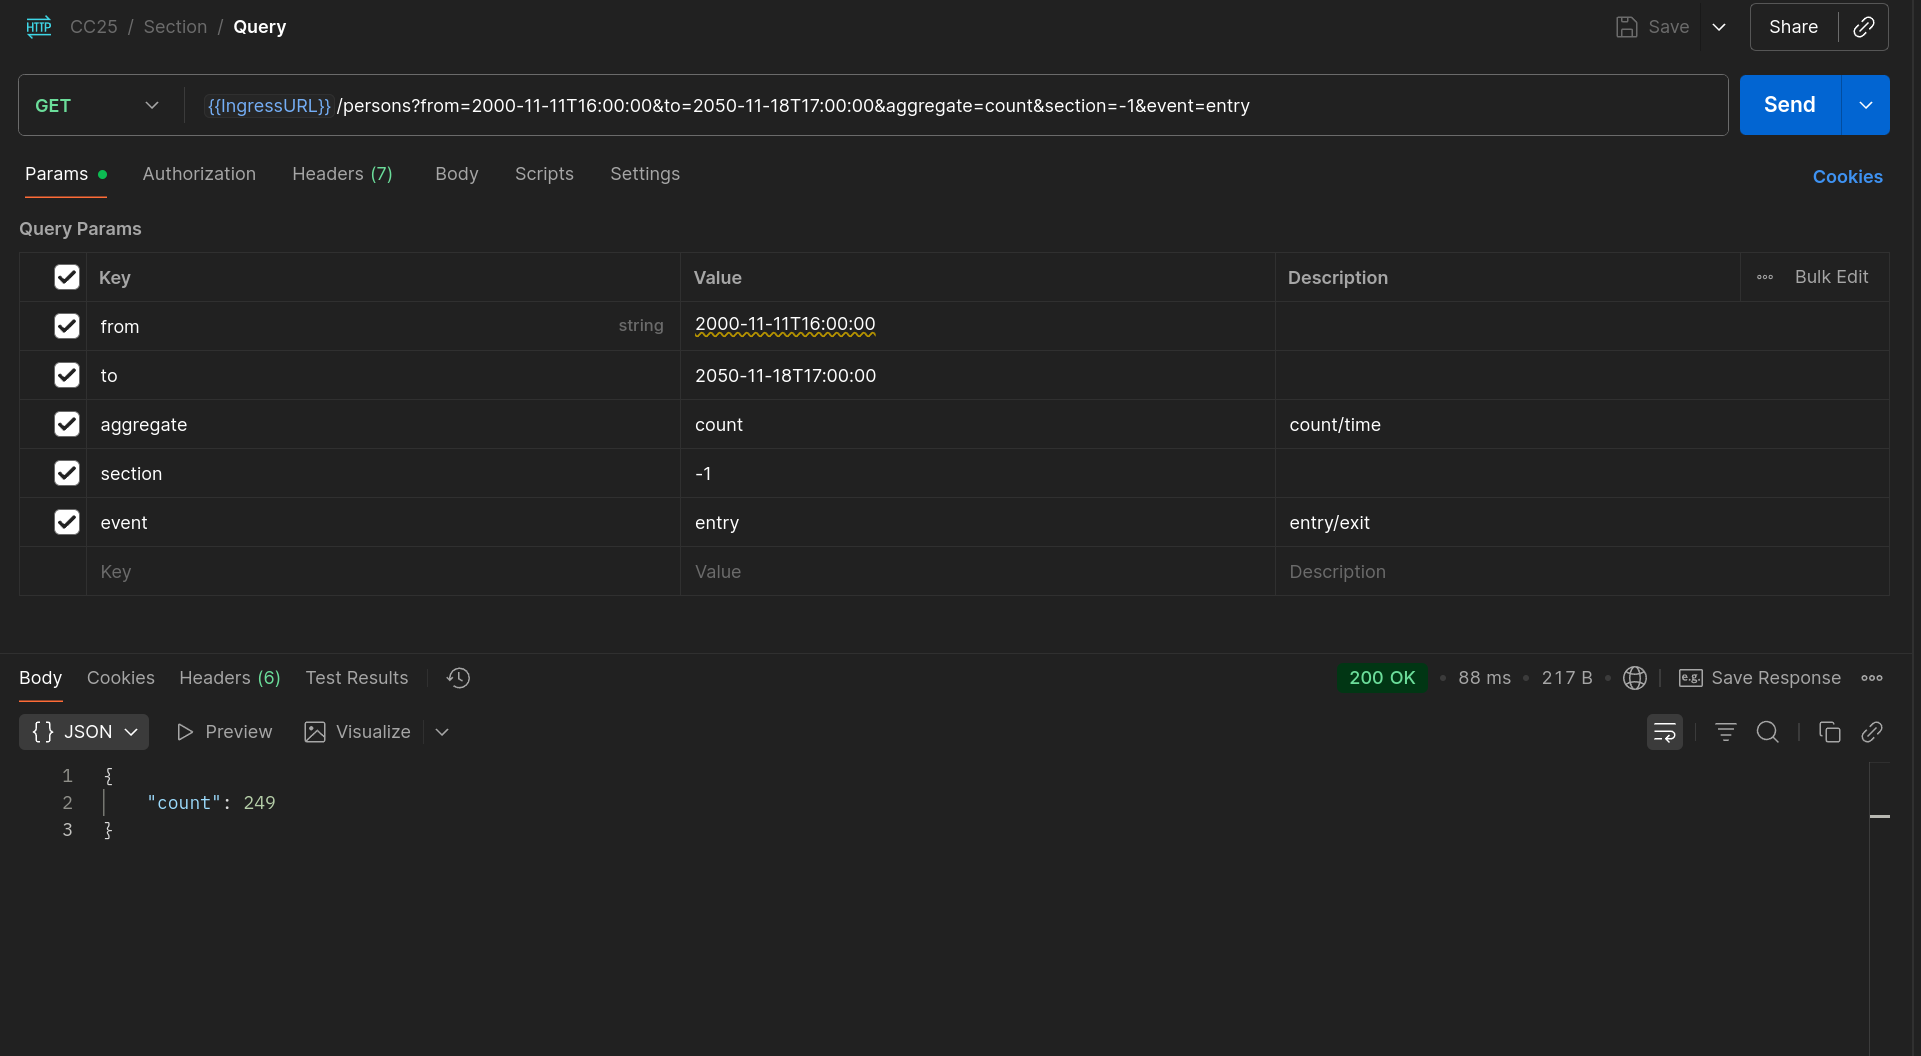 HTTP CC25 / Section / Query Save Share
GET {{IngressURL}} /persons?from=2000-11-11T16:00:00&to=2050-11-18T17:00:00&aggregate=count&section=-1&event=entry Send
Params Authorization Headers (7) Body Scripts Settings Cookies
Query Params
Key Value Description Bulk Edit
from string 2000-11-11T16:00:00
to 2050-11-18T17:00:00
aggregate count count/time
section -1
event entry entry/exit
Key Value Description
Body Cookies Headers (6) Test Results 200 OK • 88 ms • 217 B • e.g. Save Response
{} JSON Preview Visualize
1 {
2 "count": 249
3 }